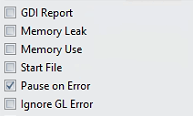 GDI Report
Memory Leak
Memory Use
Start File
Pause on Error
Ignore GL Error